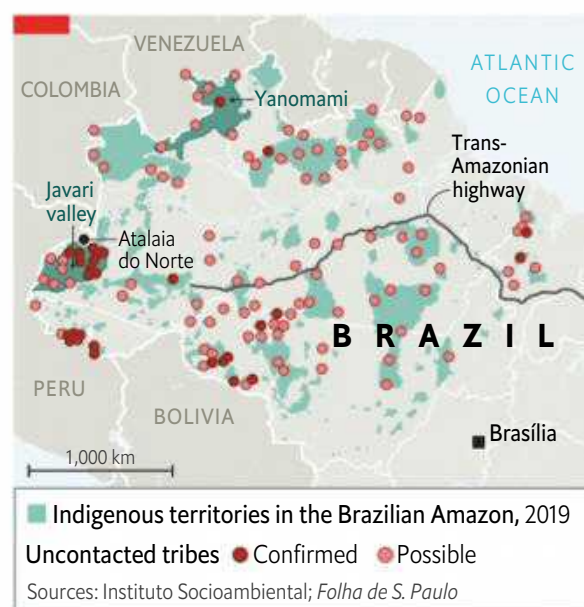 VENEZUELA
COLOMBIA
ATLANTIC
OCEAN
Yanomami
Trans-
Amazonian
highway
Javari
valley
Atalaia
do Norte
BRAZIL
PERU
BOLIVIA
Brasília
1,000 km
Indigenous territories in the Brazilian Amazon, 2019
Uncontacted tribes Confirmed Possible
Sources: Instituto Socioambiental; Folha de S. Paulo